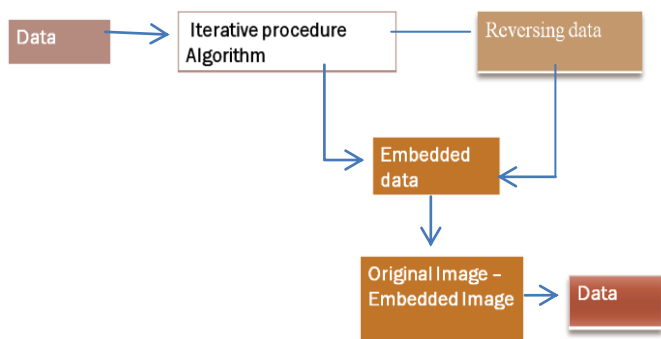 Data
Iterative procedure
Algorithm
Reversing data
Embedded
data
Original Image –
Embedded Image
Data